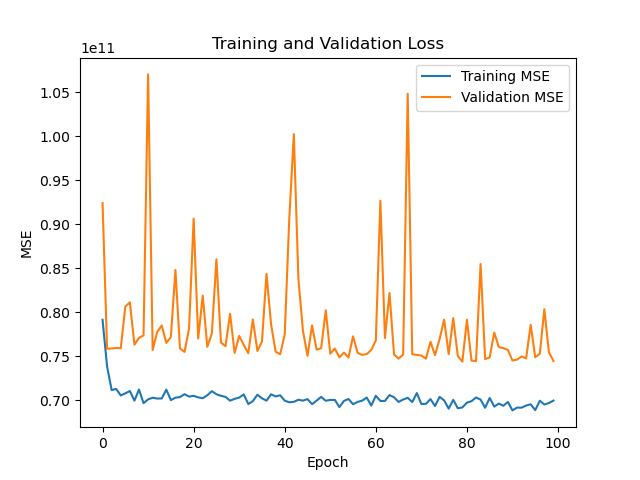 Training and Validation Loss
1e11
Training MSE
Validation MSE
1.05
1.00
0.95
0.90
0.85
0.80
0.75
0.70
MSE
0 20 40 60 80 100
Epoch